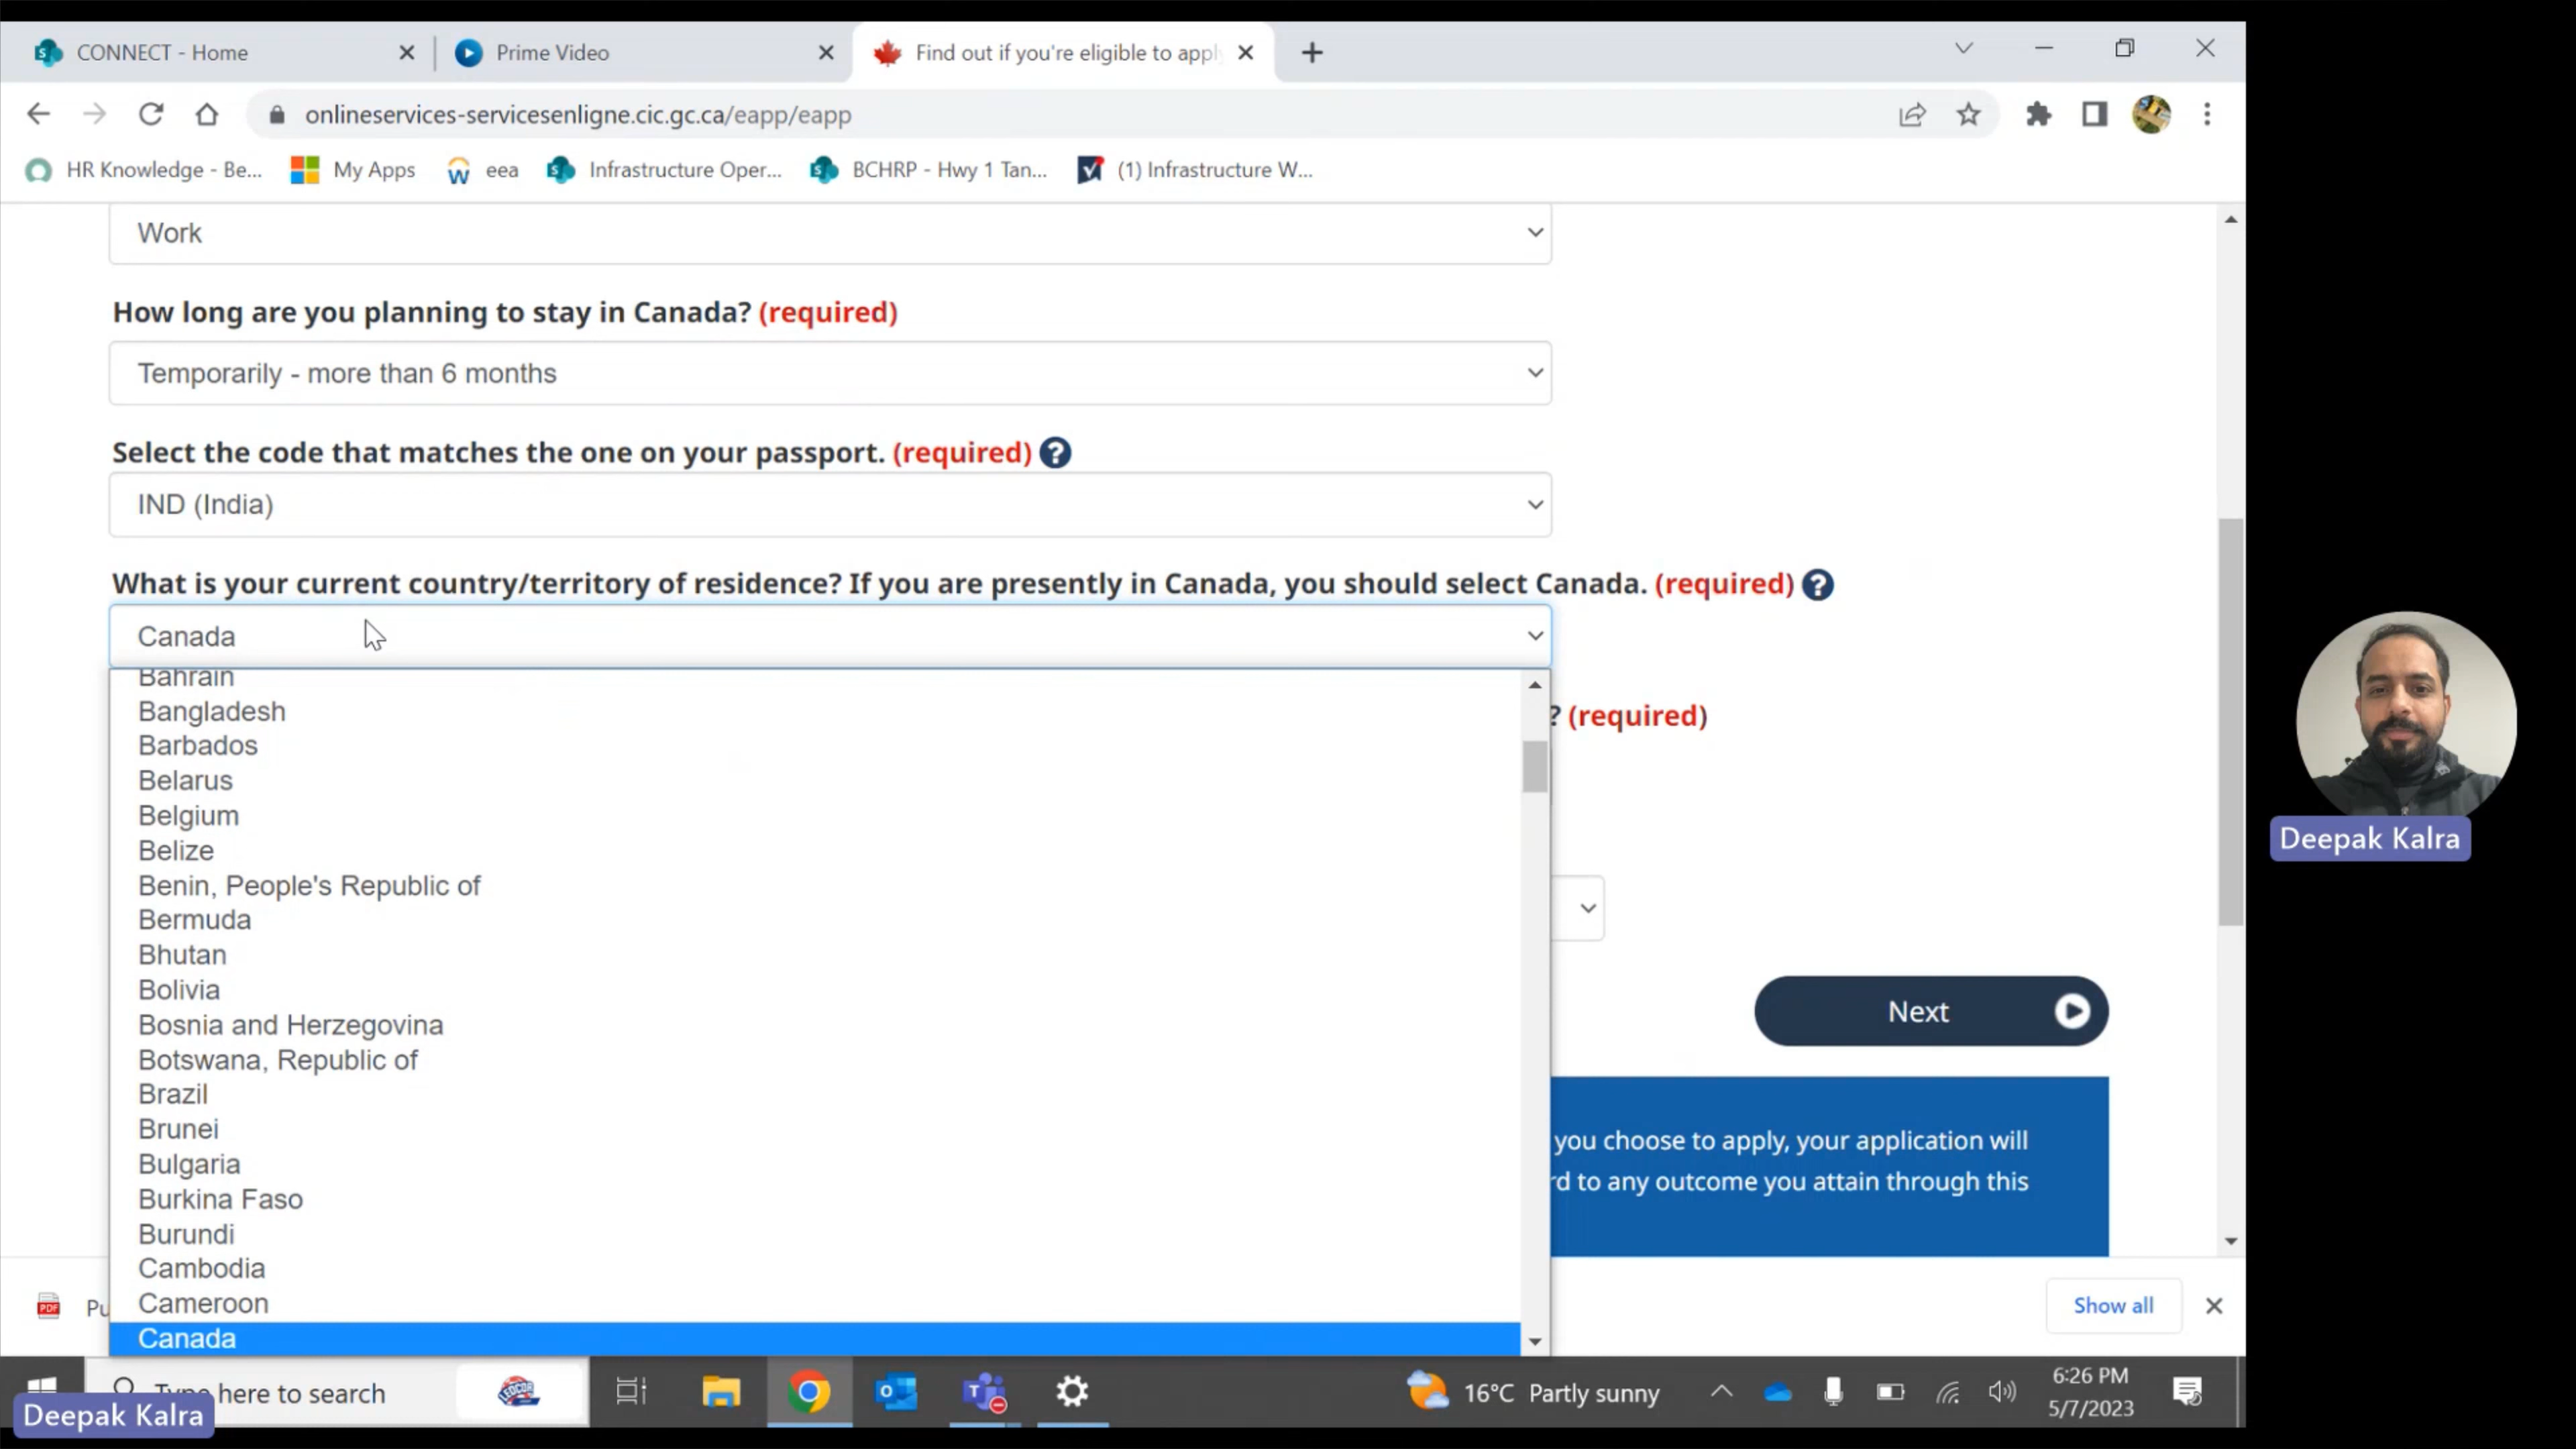 CONNECT - Home
Prime Video
Find out if you're eligible to appl
onlineservices-servicesenligne.cic.gc.ca/eapp/eapp
HR Knowledge - Be...
My Apps
eea
Infrastructure Oper...
BCHRP - Hwy 1 Tan...
(1) Infrastructure W...
Work
How long are you planning to stay in Canada? (required)
Temporarily - more than 6 months
Select the code that matches the one on your passport. (required) ?
IND (India)
What is your current country/territory of residence? If you are presently in Canada, you should select Canada. (required) ?
Canada
Bahrain
Bangladesh
? (required)
Barbados
Belarus
Belgium
Belize
Benin, People's Republic of
Bermuda
Bhutan
Bolivia
Bosnia and Herzegovina
Botswana, Republic of
Brazil
Brunei
Bulgaria
Burkina Faso
Burundi
Cambodia
Cameroon
Canada
Next
you choose to apply, your application will
rd to any outcome you attain through this
PDF
Pu
Show all
Type here to search
16°C Partly sunny
6:26 PM
5/7/2023
Deepak Kalra
Deepak Kalra